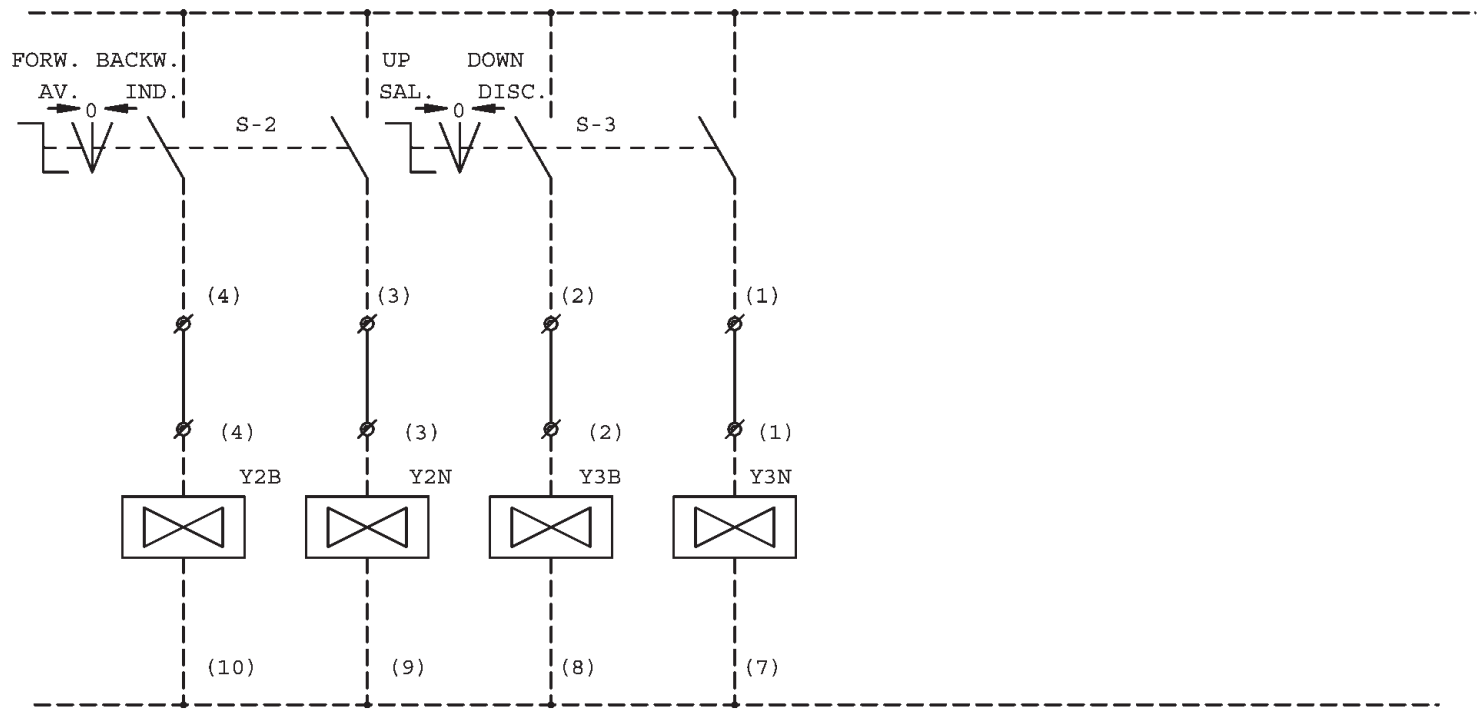 FORW. BACKW. UP DOWN
AV. IND. SAL. DISC.
0 0
S-2 S-3
(4) (3) (2) (1)
(4) (3) (2) (1)
Y2B Y2N Y3B Y3N
(10) (9) (8) (7)